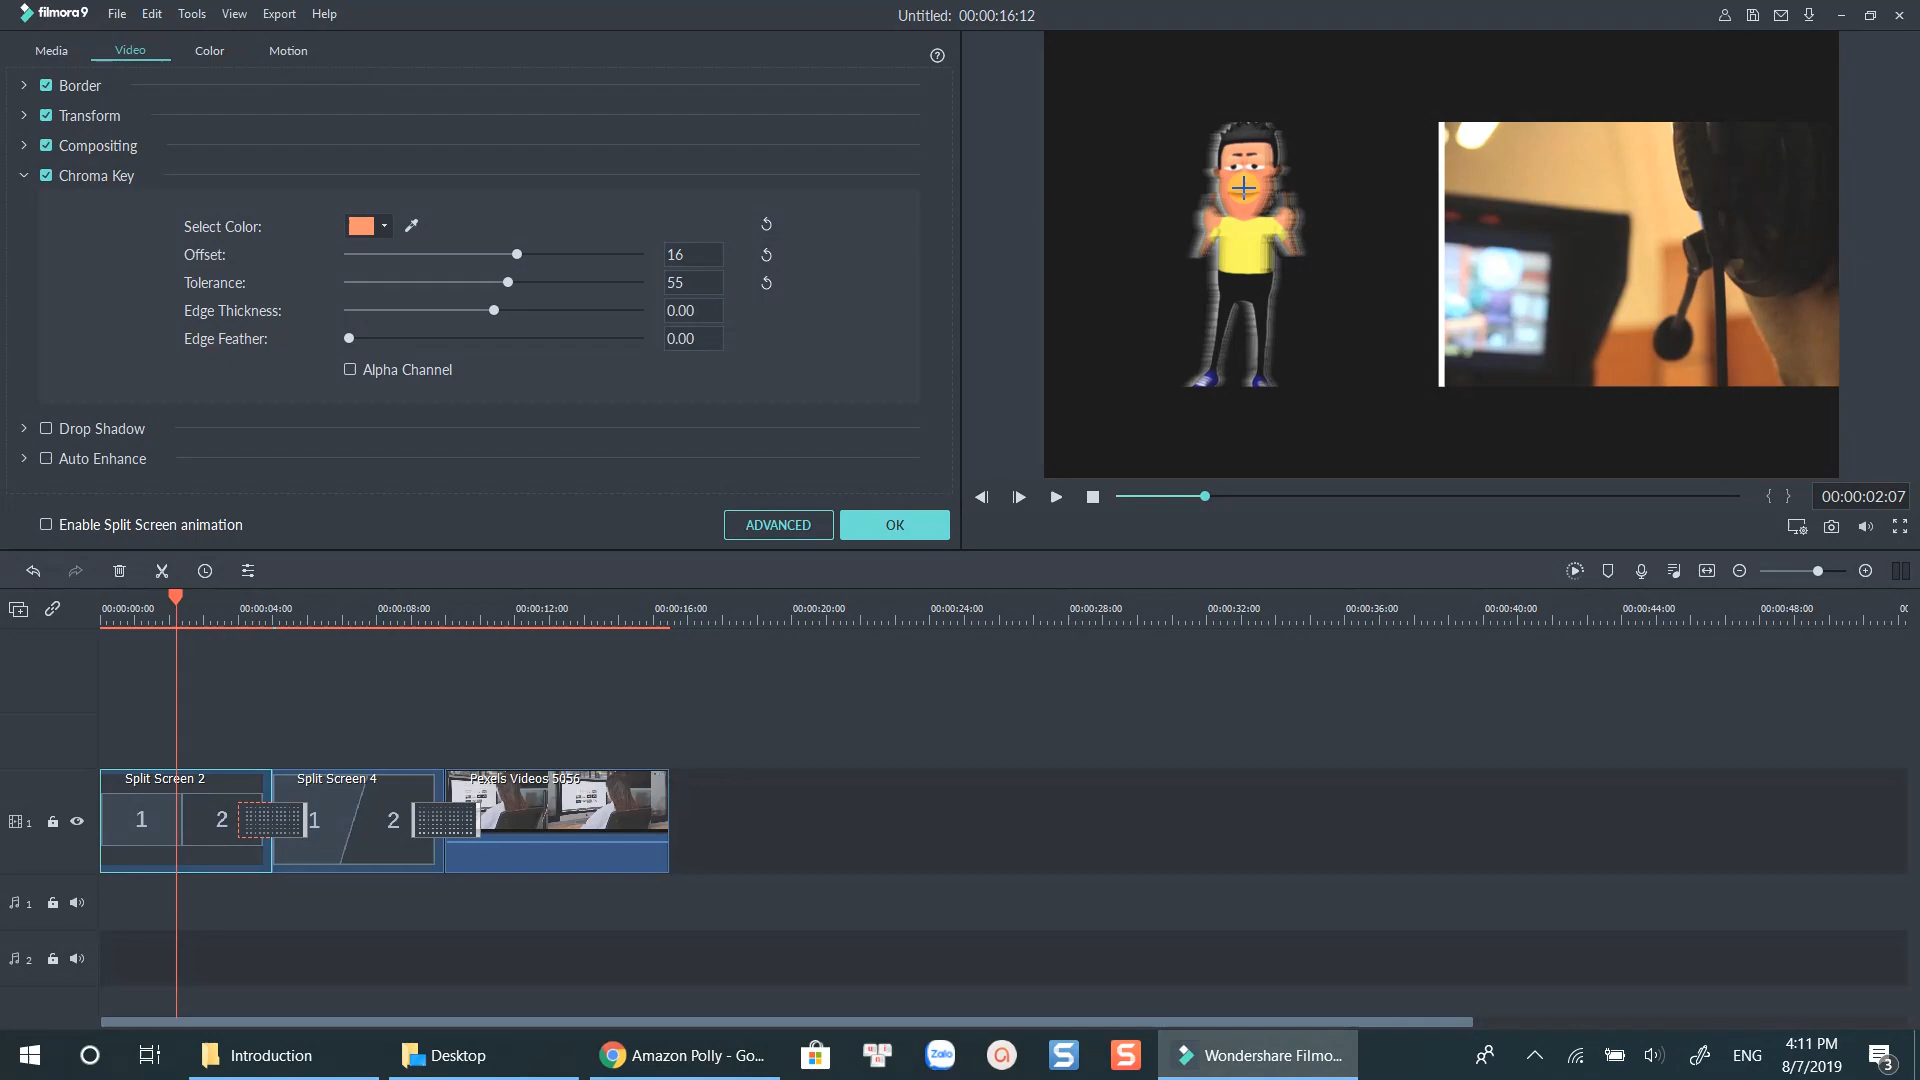 filmora9
File Edit Tools View Export Help
Untitled: 00:00:16:12
Media Video Color Motion
Border
Transform
Compositing
Chroma Key
Select Color:
Offset: 16
Tolerance: 55
Edge Thickness: 0.00
Edge Feather: 0.00
Alpha Channel
Drop Shadow
Auto Enhance
Enable Split Screen animation
ADVANCED OK
{ } 00:00:02:07
00:00:00:00 00:00:04:00 00:00:08:00 00:00:12:00 00:00:16:00 00:00:20:00 00:00:24:00 00:00:28:00 00:00:32:00 00:00:36:00 00:00:40:00 00:00:44:00 00:00:48:00
Split Screen 2 Split Screen 4 Pexels Videos 5056
1 1 2 1 2
1
2
Introduction Desktop Amazon Polly - Go... Zalo Wondershare Filmo... ENG
4:11 PM
8/7/2019
3